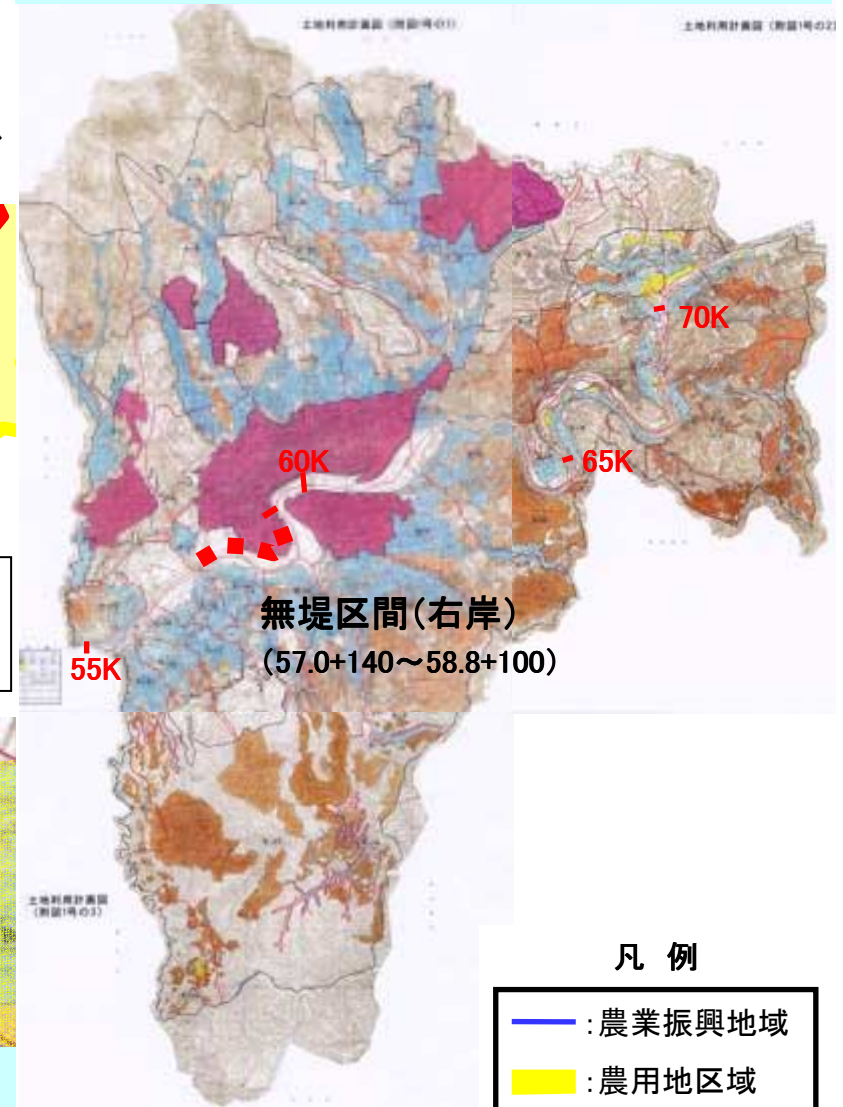 土地利用計画図（附図1号の1）
土地利用計画図（附図1号の2）
70K
60K
65K
無堤区間(右岸)
(57.0+140～58.8+100)
55K
土地利用計画図
（附図1号の3）
凡 例
:農業振興地域
:農用地区域